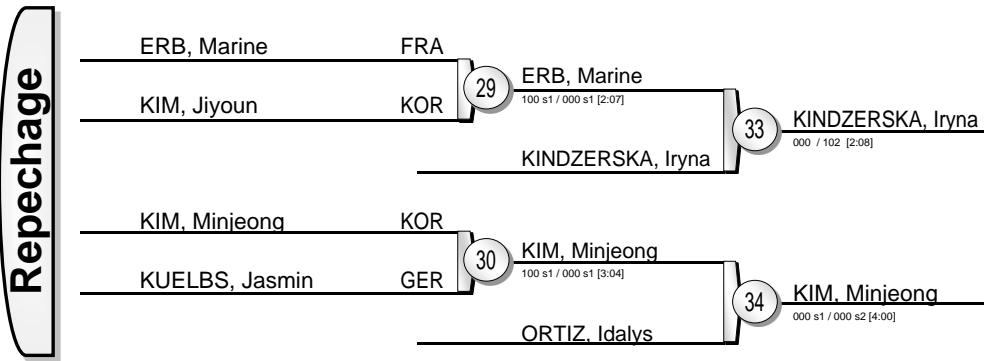 Repechage
ERB, Marine FRA
KIM, Jiyoun KOR
29
ERB, Marine
100 s1 / 000 s1 [2:07]
KINDZERSKA, Iryna
33
KINDZERSKA, Iryna
000 / 102 [2:08]
KIM, Minjeong KOR
KUELBS, Jasmin GER
30
KIM, Minjeong
100 s1 / 000 s1 [3:04]
ORTIZ, Idalys
34
KIM, Minjeong
000 s1 / 000 s2 [4:00]